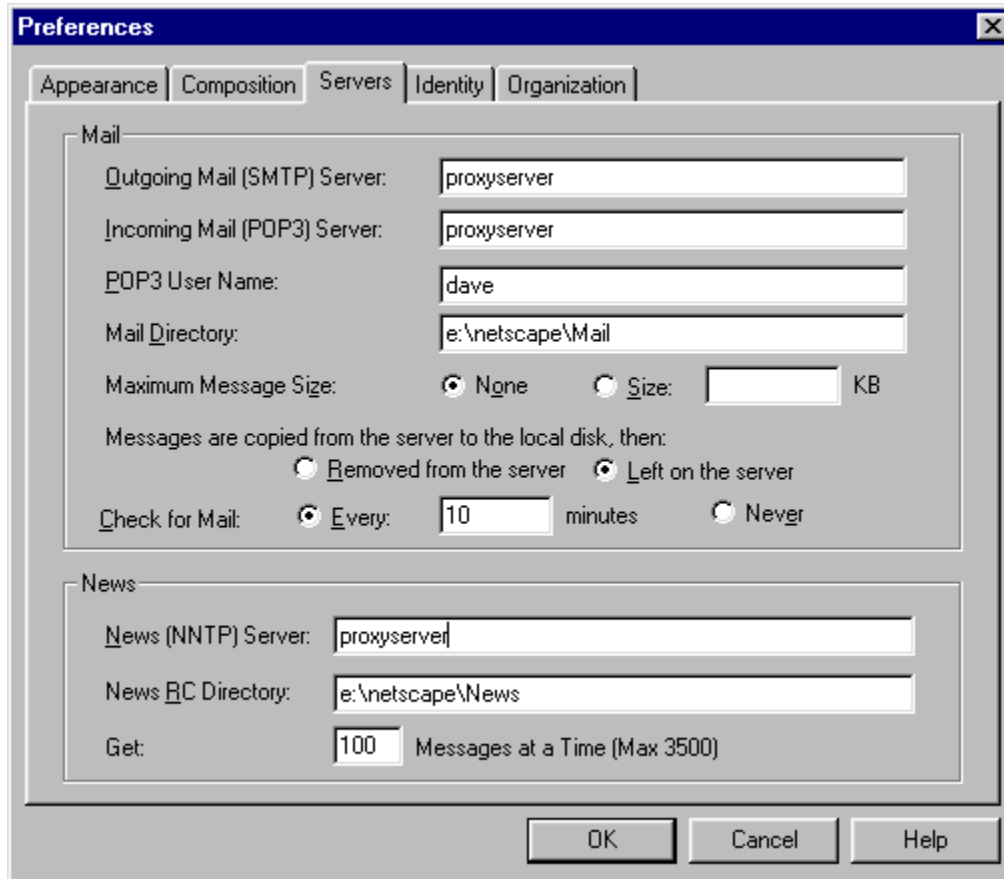 Preferences
Appearance Composition Servers Identity Organization
Mail
Outgoing Mail (SMTP) Server: proxyserver
Incoming Mail (POP3) Server: proxyserver
POP3 User Name: dave
Mail Directory: e:\netscape\Mail
Maximum Message Size: None Size: KB
Messages are copied from the server to the local disk, then:
Removed from the server Left on the server
Check for Mail: Every: 10 minutes Never
News
News (NNTP) Server: proxyserver
News RC Directory: e:\netscape\News
Get: 100 Messages at a Time (Max 3500)
OK Cancel Help